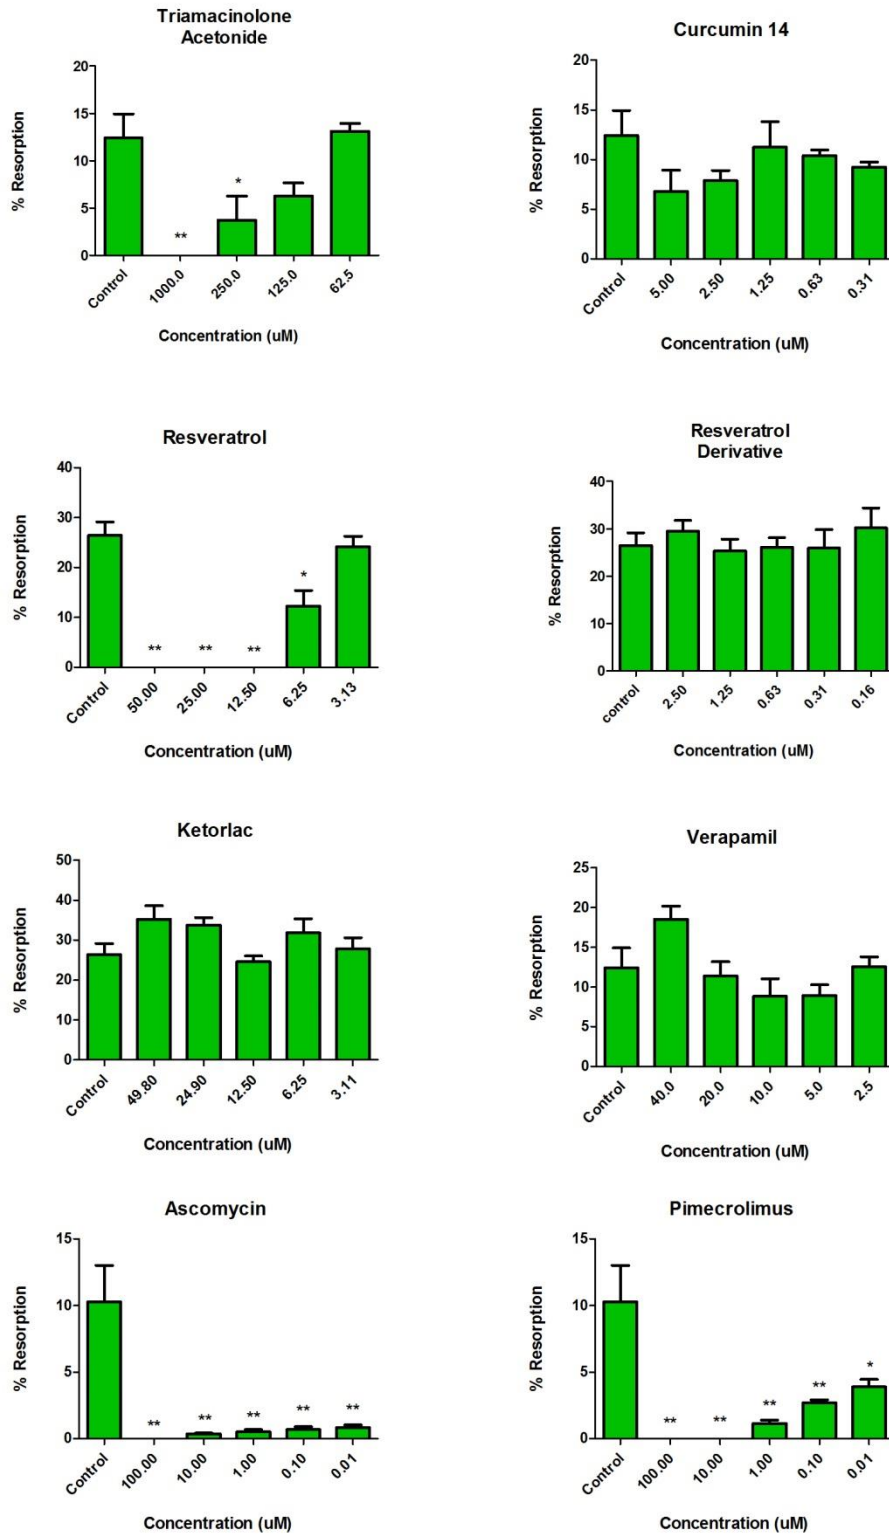 Triamacinolone
Acetonide
% Resorption
20
15
10
5
0
**
*
Control
1000.0
250.0
125.0
62.5
Concentration (uM)
Curcumin 14
% Resorption
20
15
10
5
0
Control
5.00
2.50
1.25
0.63
0.31
Concentration (uM)
Resveratrol
% Resorption
40
30
20
10
0
**
**
**
*
Control
50.00
25.00
12.50
6.25
3.13
Concentration (uM)
Resveratrol
Derivative
% Resorption
40
30
20
10
0
control
2.50
1.25
0.63
0.31
0.16
Concentration (uM)
Ketorlac
% Resorption
50
40
30
20
10
0
Control
49.80
24.90
12.50
6.25
3.11
Concentration (uM)
Verapamil
% Resorption
25
20
15
10
5
0
Control
40.0
20.0
10.0
5.0
2.5
Concentration (uM)
Ascomycin
% Resorption
15
10
5
0
**
**
**
**
**
Control
100.00
10.00
1.00
0.10
0.01
Concentration (uM)
Pimecrolimus
% Resorption
15
10
5
0
**
**
**
**
*
Control
100.00
10.00
1.00
0.10
0.01
Concentration (uM)